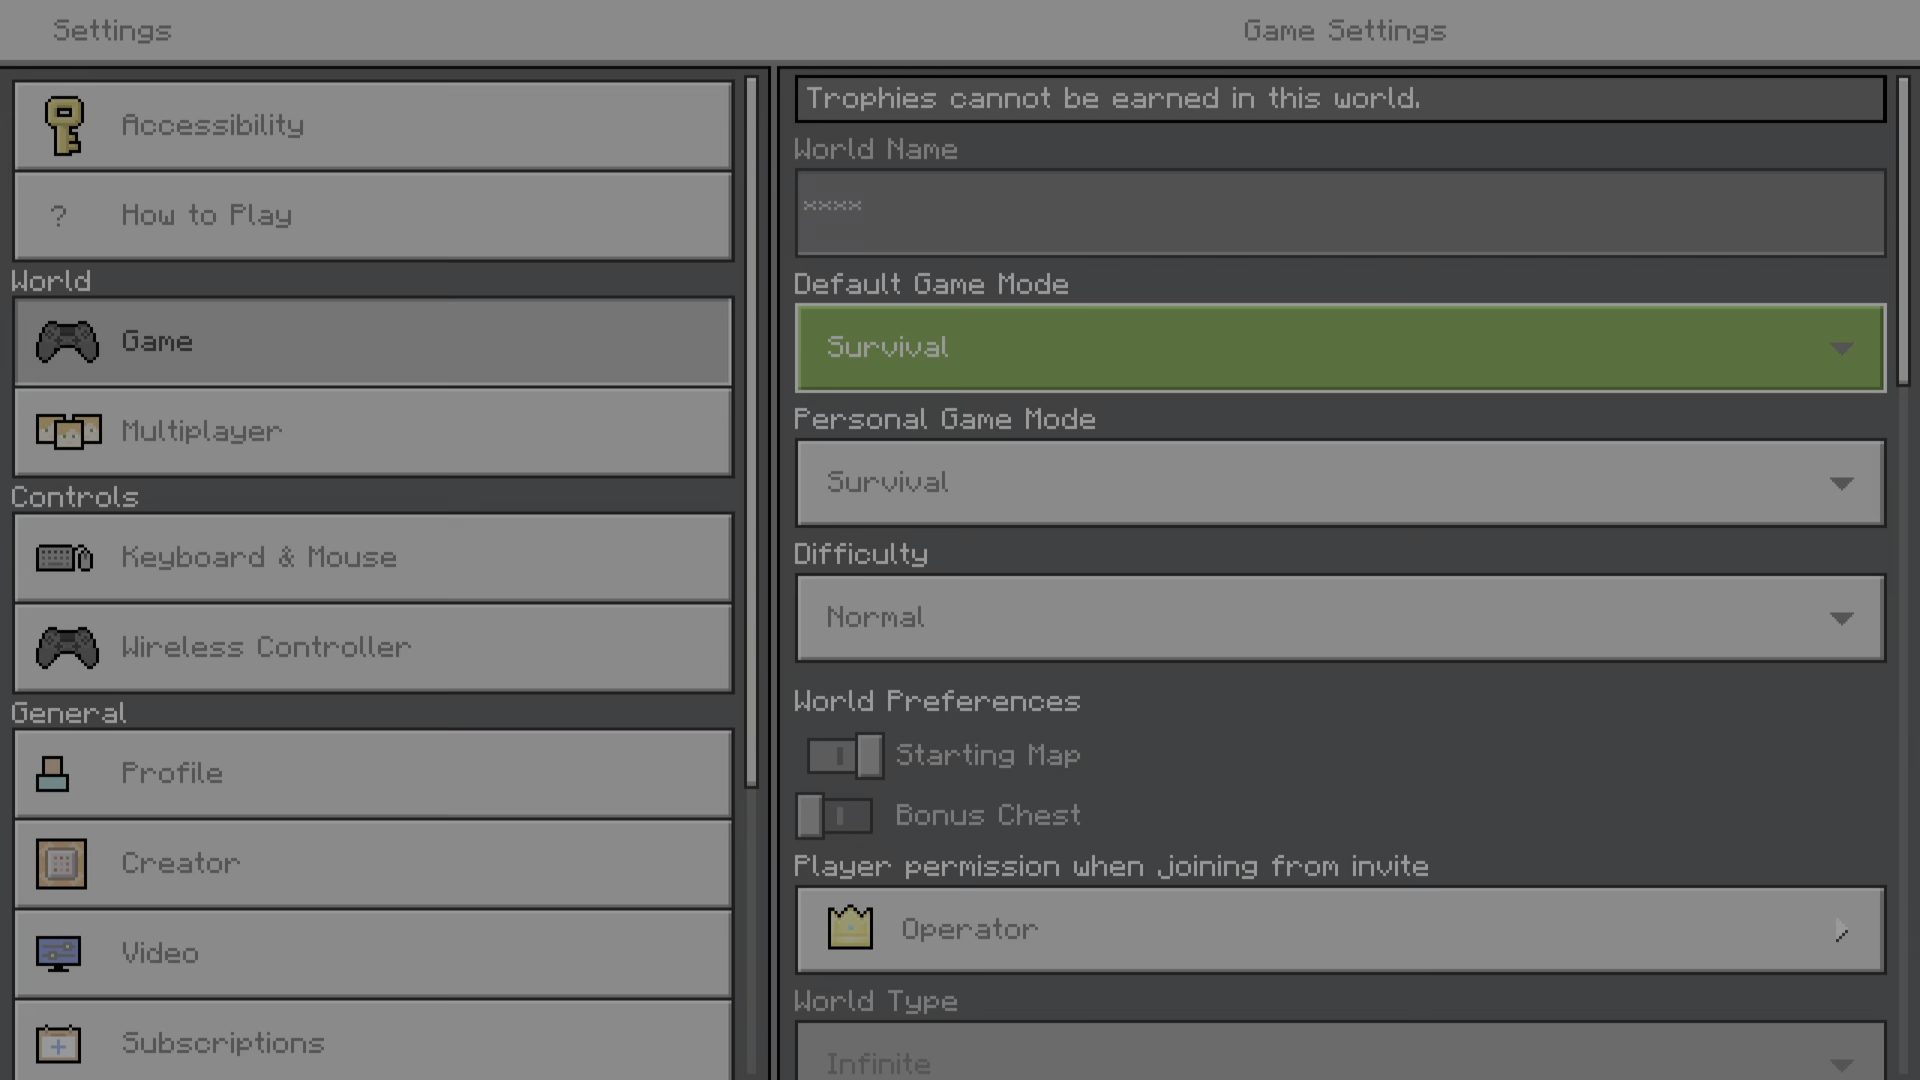 Settings
Game Settings
Accessibility
? How to Play
World
Game
Multiplayer
Controls
Keyboard & Mouse
Wireless Controller
General
Profile
Creator
Video
Subscriptions
Trophies cannot be earned in this world.
World Name
××××
Default Game Mode
Survival
Personal Game Mode
Survival
Difficulty
Normal
World Preferences
Starting Map
Bonus Chest
Player permission when joining from invite
Operator
World Type
Infinite